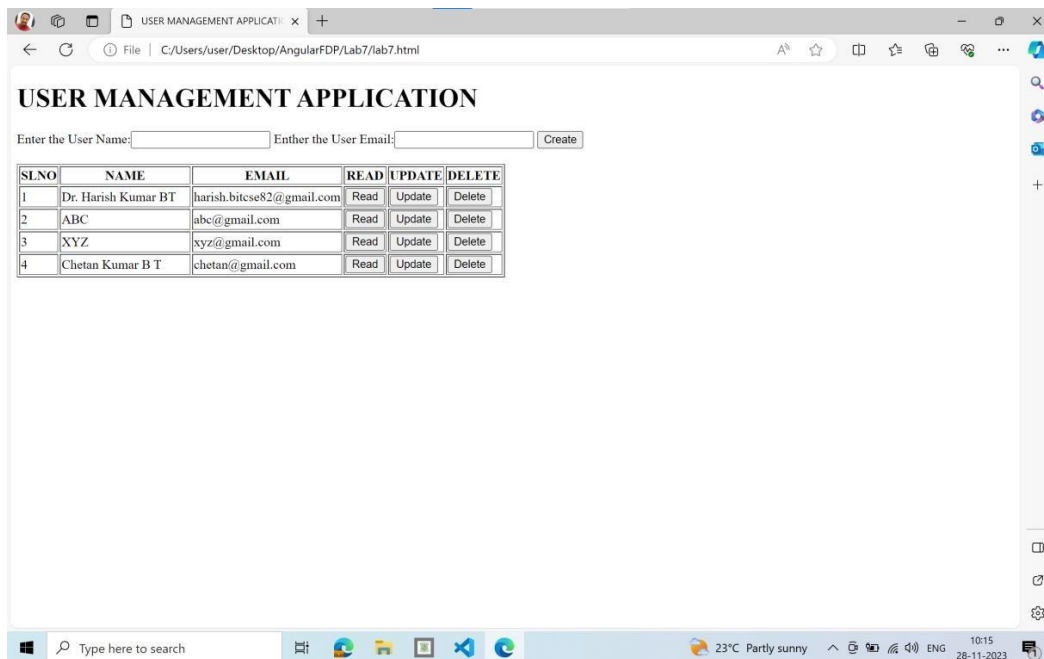 USER MANAGEMENT APPLICATI
File | C:/Users/user/Desktop/AngularFDP/Lab7/lab7.html
USER MANAGEMENT APPLICATION
Enter the User Name: Enther the User Email: Create
SLNO NAME EMAIL READ UPDATE DELETE
1 Dr. Harish Kumar BT harish.bitcse82@gmail.com Read Update Delete
2 ABC abc@gmail.com Read Update Delete
3 XYZ xyz@gmail.com Read Update Delete
4 Chetan Kumar B T chetan@gmail.com Read Update Delete
Type here to search 23°C Partly sunny ENG 10:15
28-11-2023